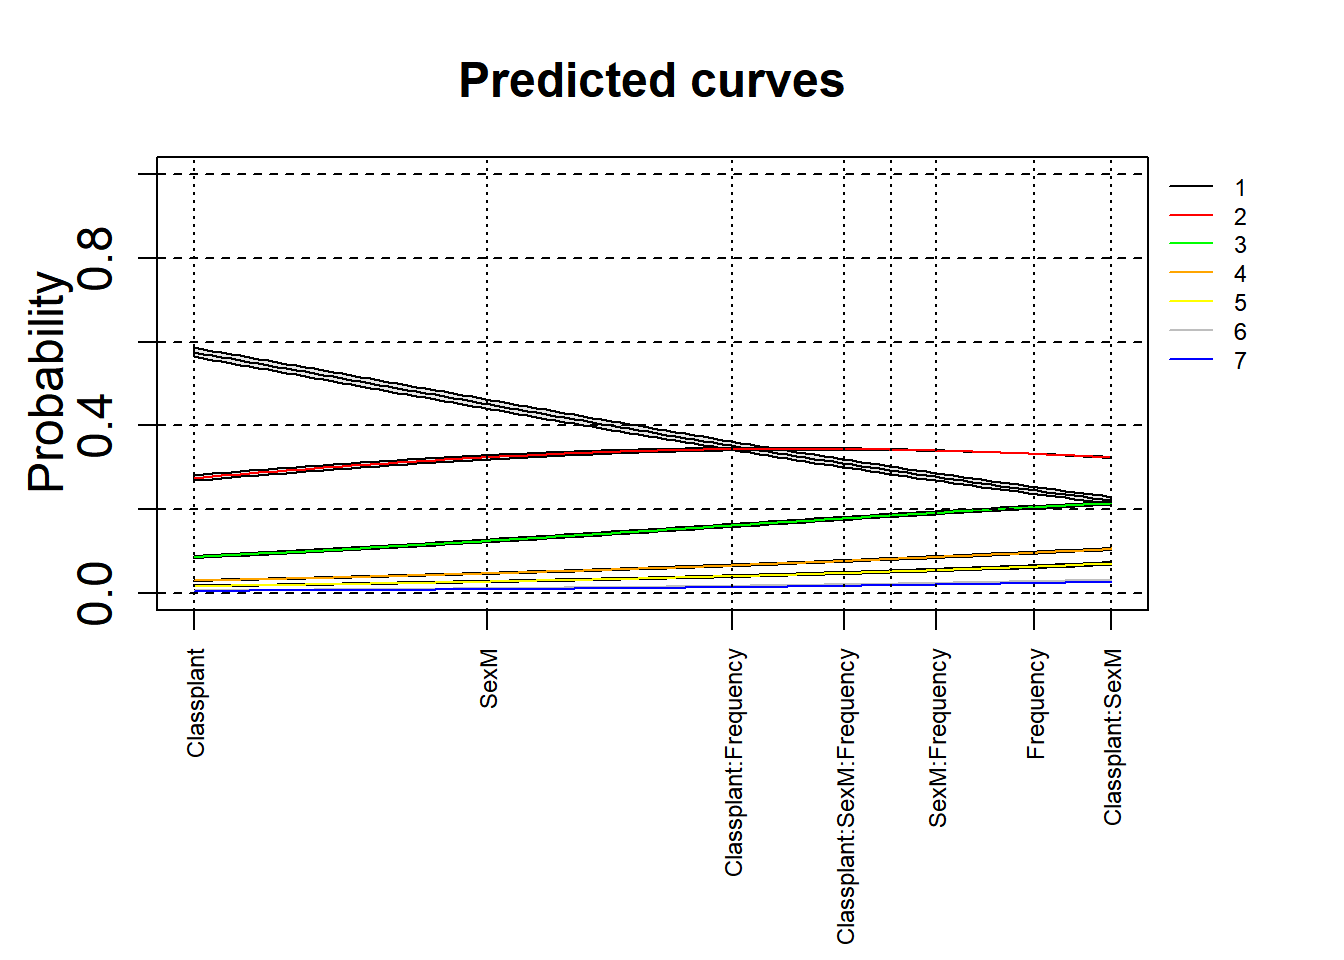 Predicted curves
Probability
0.0
0.4
0.8
1
2
3
4
5
6
7
Classplant
SexM
Classplant:Frequency
Classplant:SexM:Frequency
SexM:Frequency
Frequency
Classplant:SexM